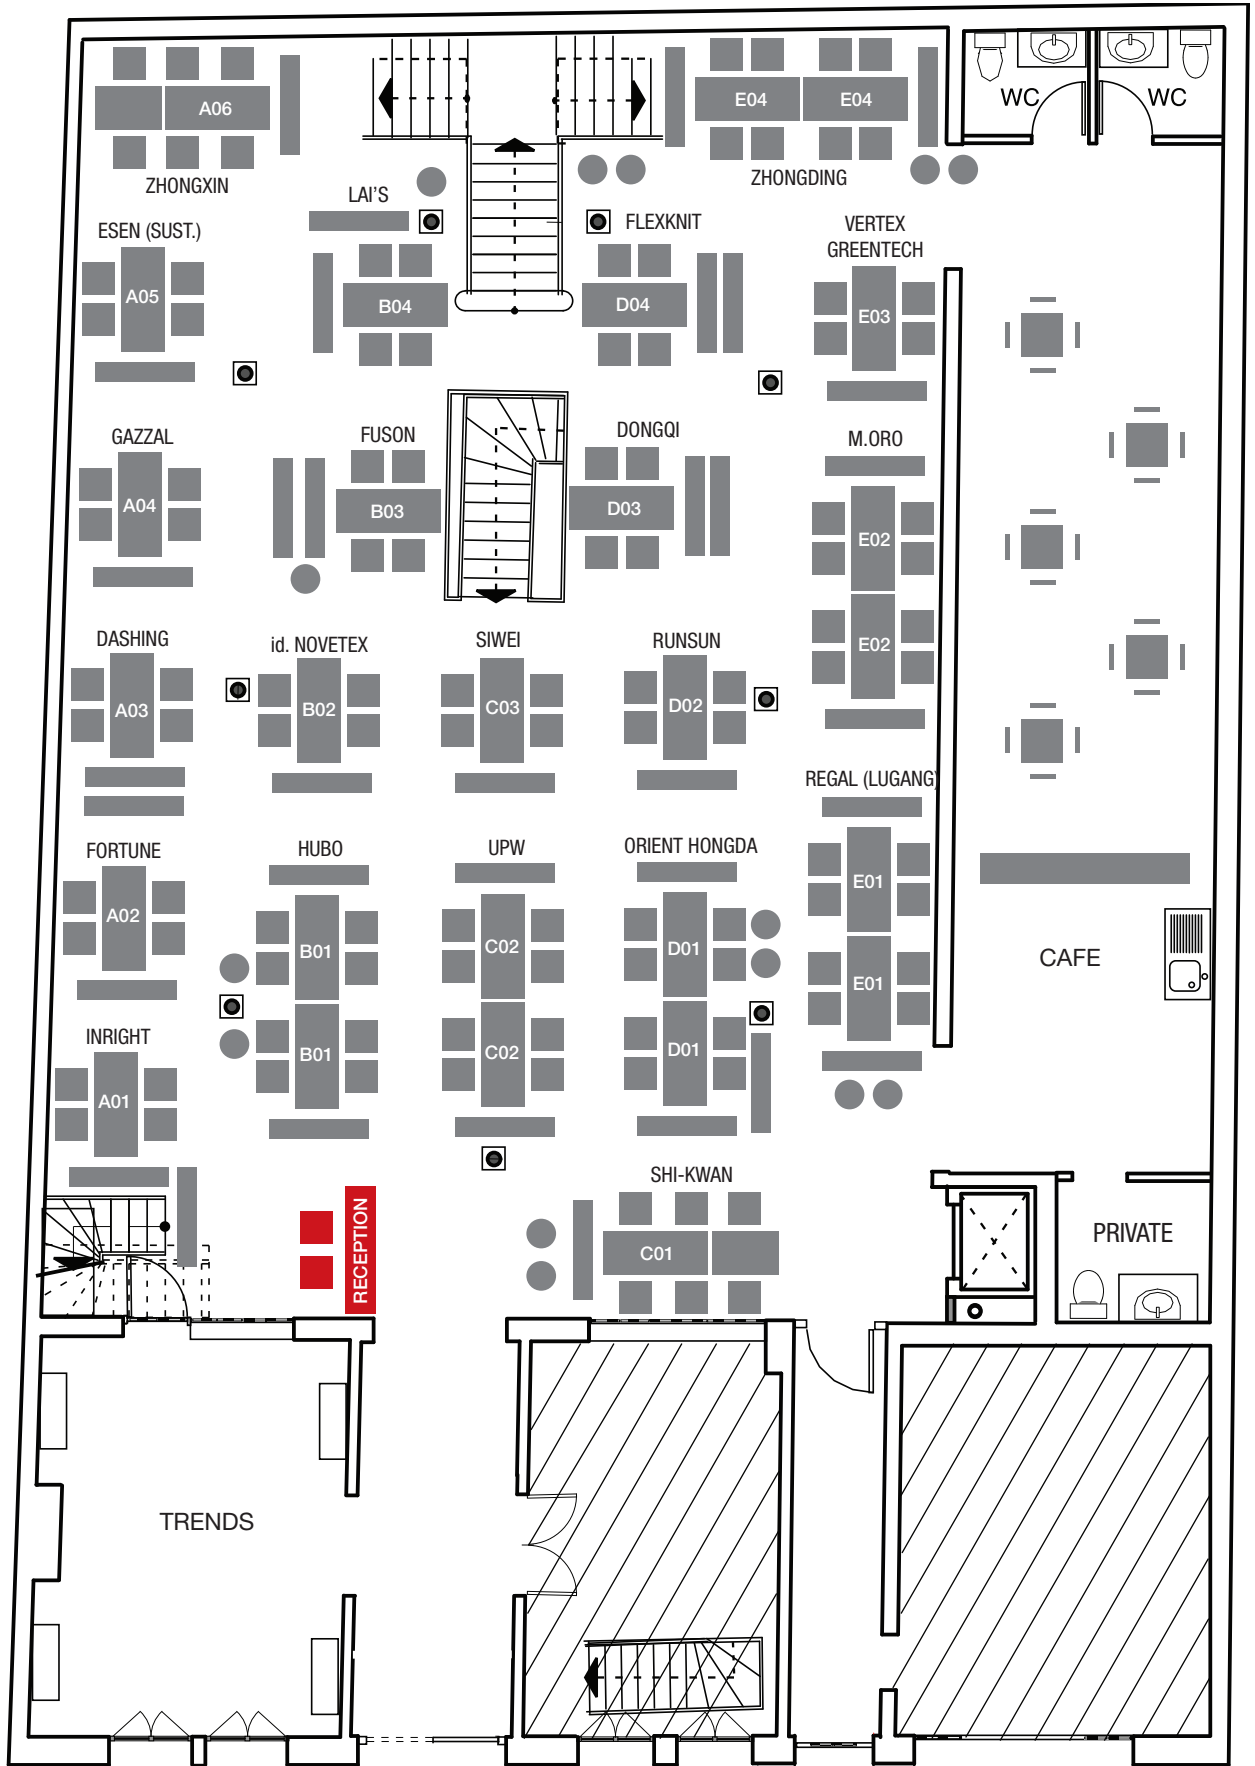 A06
ZHONGXIN
E04
E04
ZHONGDING
WC
WC
LAI'S
FLEXKNIT
VERTEX
GREENTECH
ESEN (SUST.)
A05
B04
D04
E03
GAZZAL
A04
FUSON
B03
DONGQI
D03
M.ORO
E02
E02
DASHING
A03
id. NOVETEX
B02
SIWEI
C03
RUNSUN
D02
REGAL (LUGANG)
E01
E01
FORTUNE
A02
HUBO
B01
B01
UPW
C02
C02
ORIENT HONGDA
D01
D01
CAFE
INRIGHT
A01
RECEPTION
SHI-KWAN
C01
PRIVATE
TRENDS